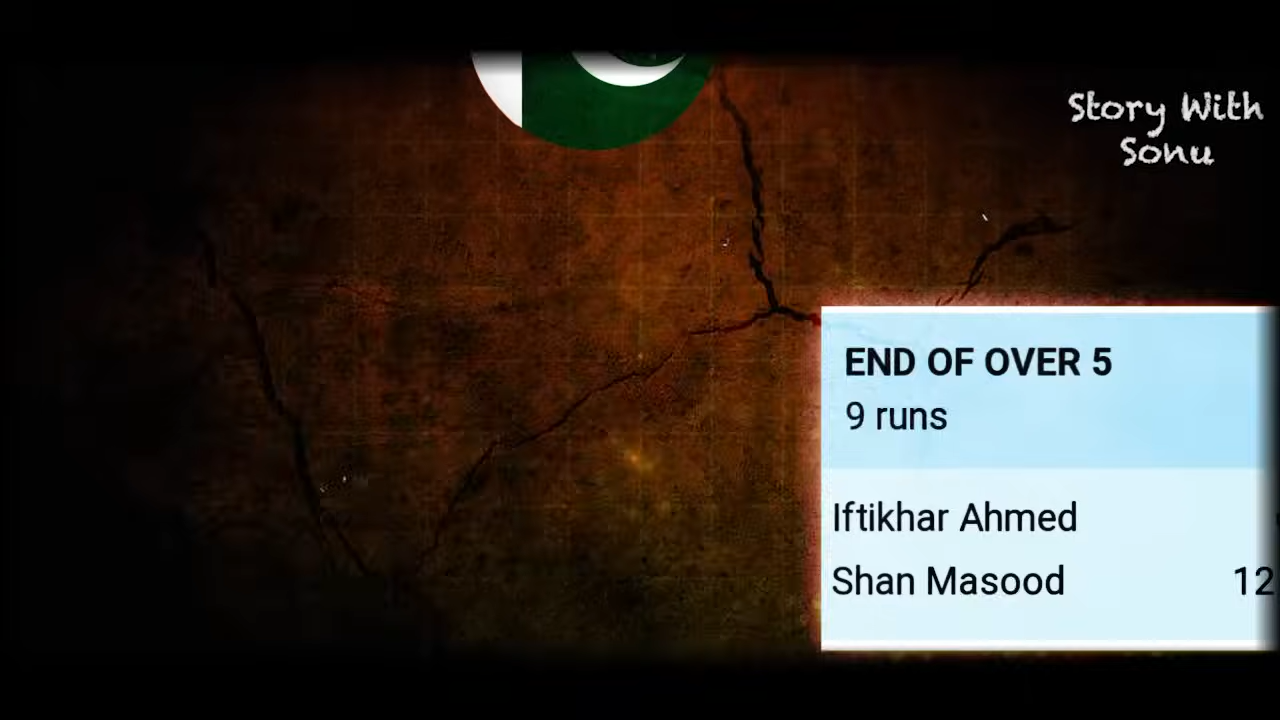 Story With
Sonu
END OF OVER 5
9 runs
Iftikhar Ahmed
Shan Masood 12